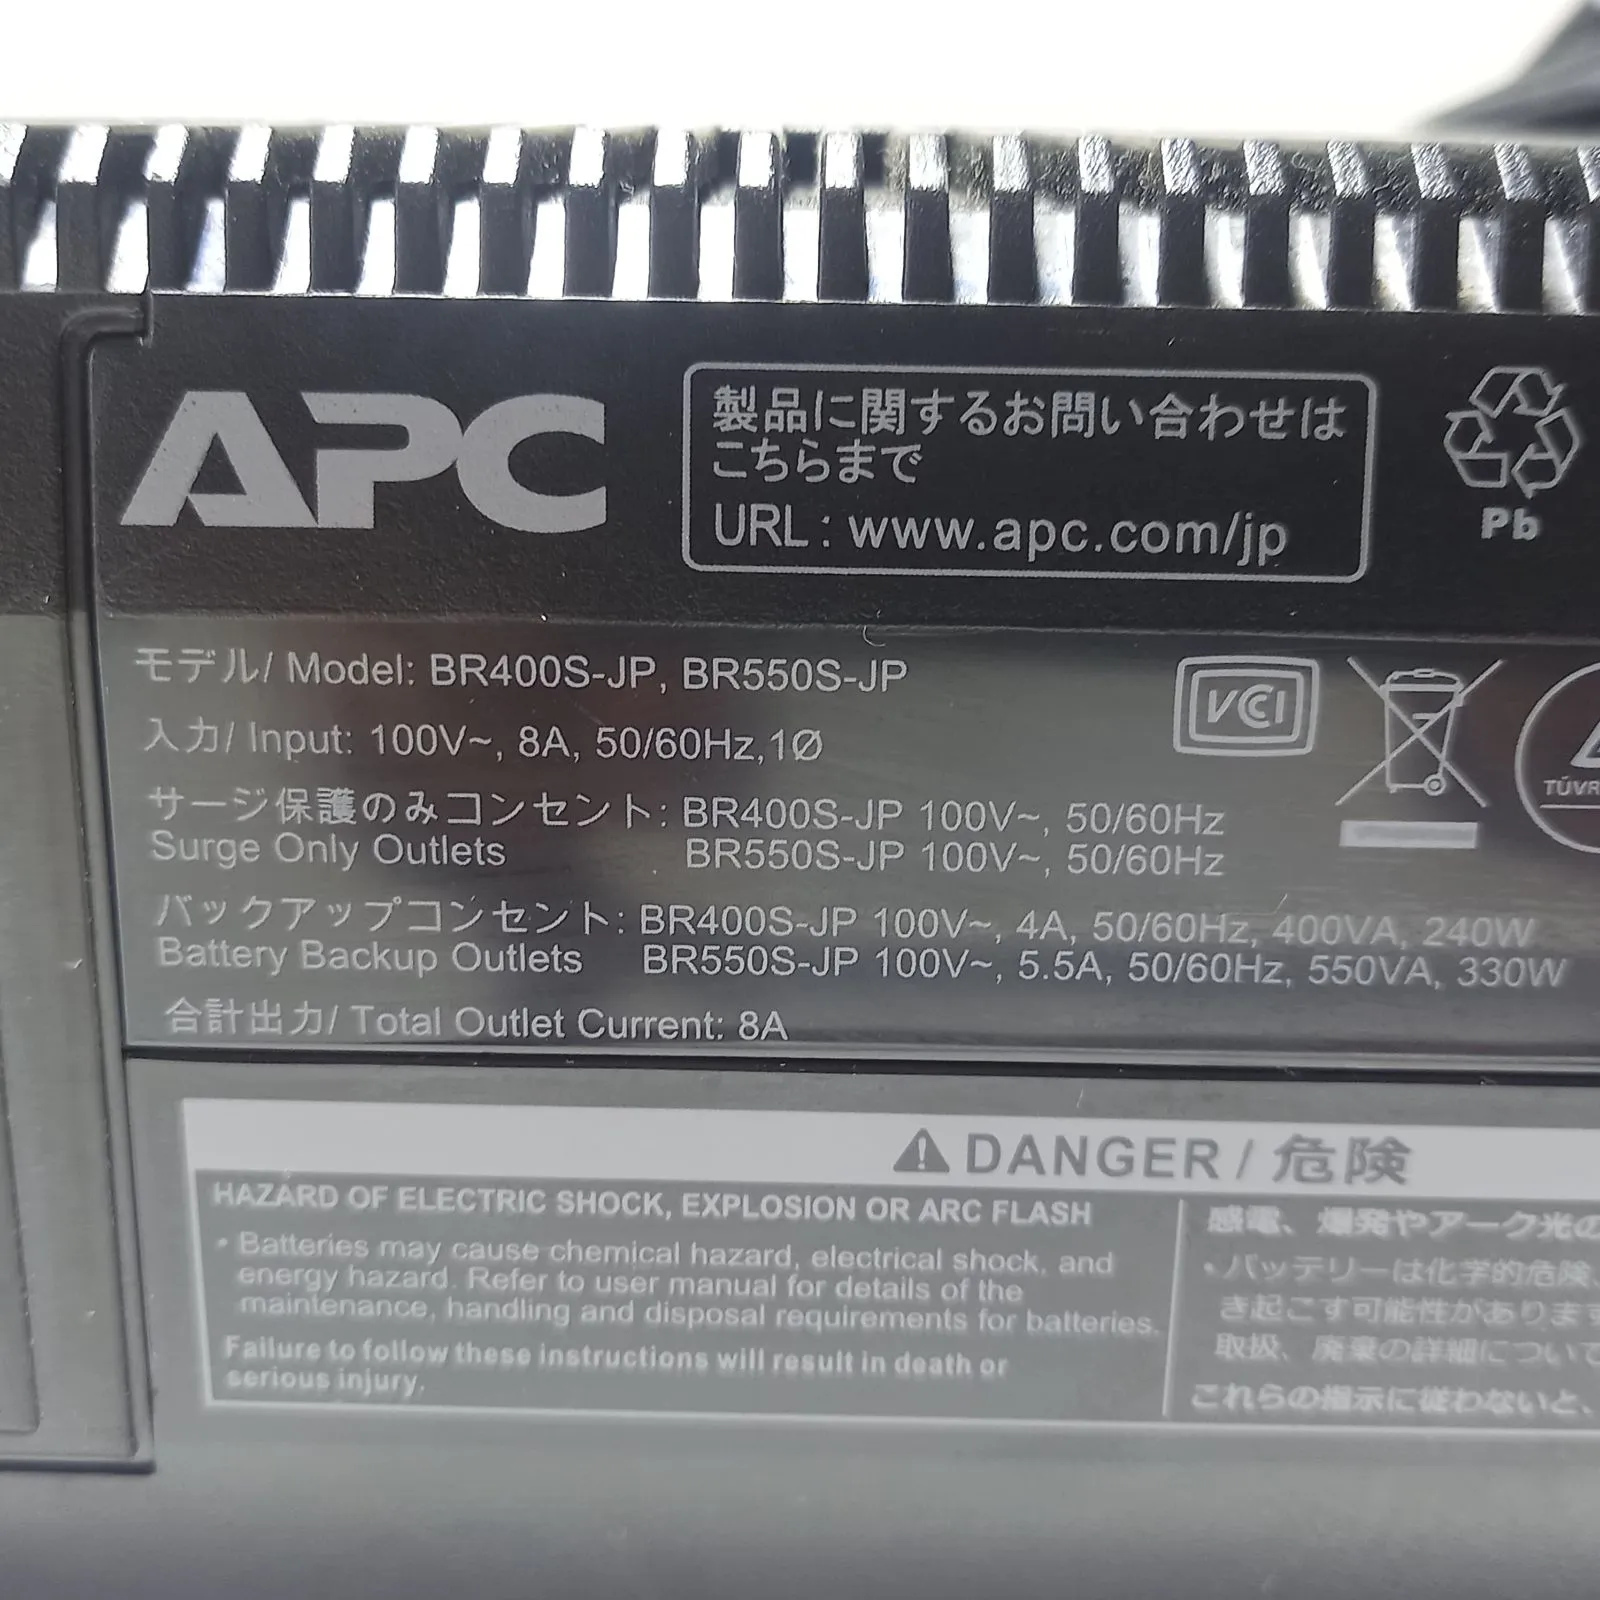 APC
製品に関するお問い合わせは
こちらまで
URL : www.apc.com/jp
Pb
モデル/ Model: BR400S-JP, BR550S-JP
入力/ Input: 100V~, 8A, 50/60Hz,1Ø
VCCI
TÜVR
サージ保護のみコンセント: BR400S-JP 100V~, 50/60Hz
Surge Only Outlets BR550S-JP 100V~, 50/60Hz
バックアップコンセント: BR400S-JP 100V~, 4A, 50/60Hz, 400VA, 240W
Battery Backup Outlets BR550S-JP 100V~, 5.5A, 50/60Hz, 550VA, 330W
合計出力/ Total Outlet Current: 8A
DANGER / 危険
HAZARD OF ELECTRIC SHOCK, EXPLOSION OR ARC FLASH
• Batteries may cause chemical hazard, electrical shock, and
energy hazard. Refer to user manual for details of the
maintenance, handling and disposal requirements for batteries.
Failure to follow these instructions will result in death or
serious injury.
感電、爆発やアーク光の
• バッテリーは化学的危険、
き起こす可能性があります
取扱、廃棄の詳細について
これらの指示に従わないと、